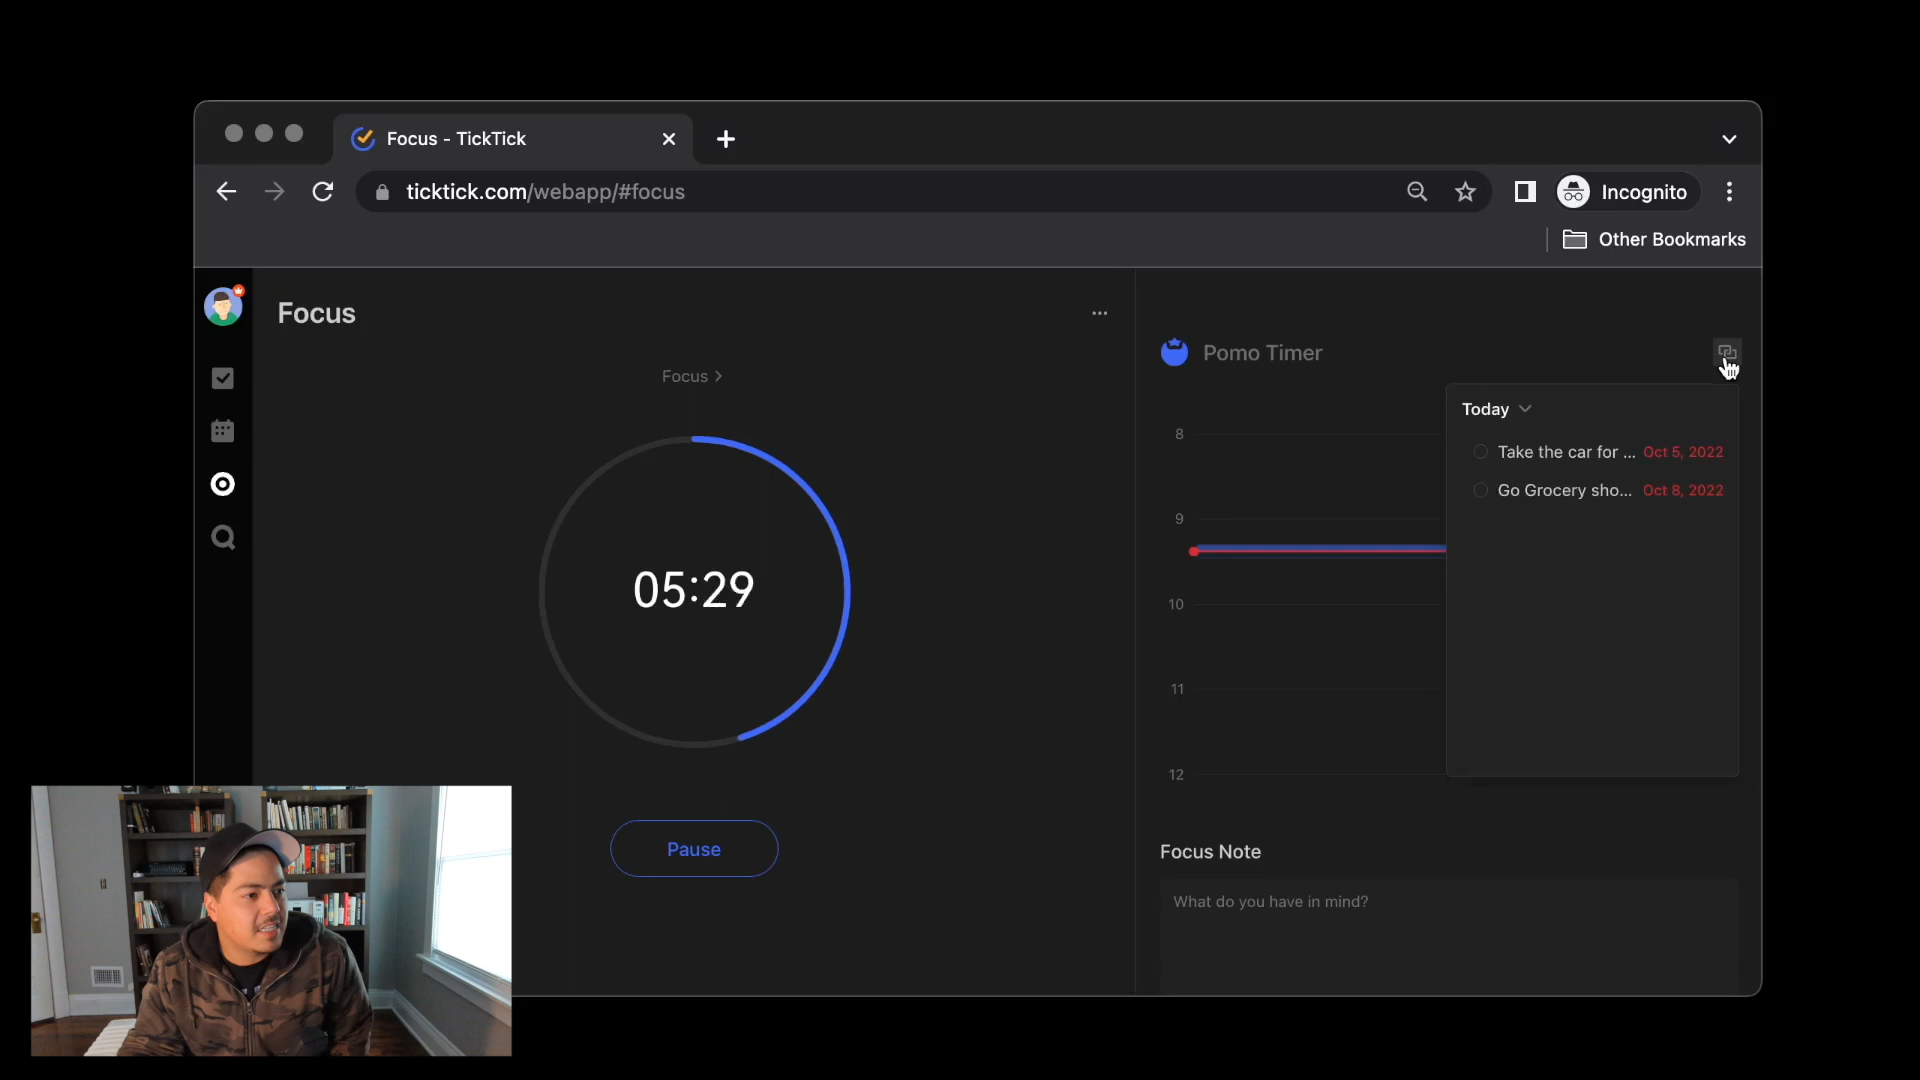 Focus - TickTick
ticktick.com/webapp/#focus
Incognito
Other Bookmarks
Focus
...
Pomo Timer
Focus >
Today
8
Take the car for ... Oct 5, 2022
Go Grocery sho... Oct 8, 2022
9
05:29
10
11
12
Pause
Focus Note
What do you have in mind?